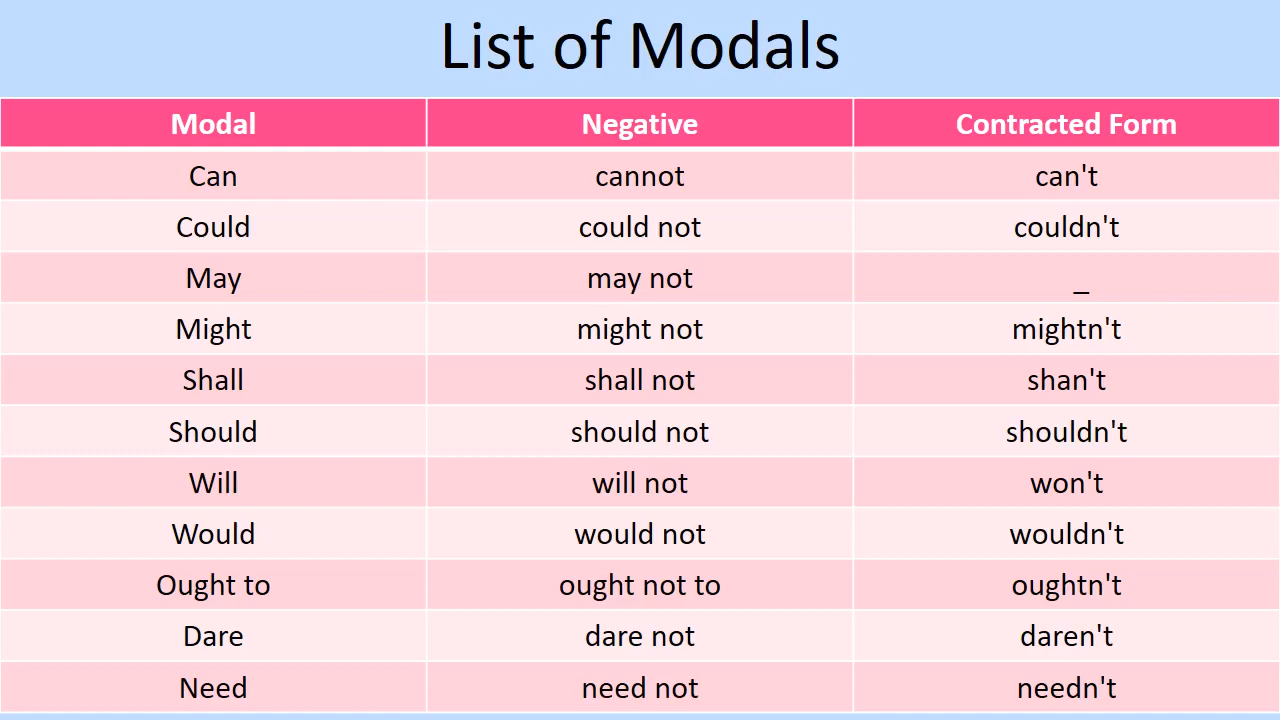 List of Modals
Modal Negative Contracted Form
Can cannot can't
Could could not couldn't
May may not _
Might might not mightn't
Shall shall not shan't
Should should not shouldn't
Will will not won't
Would would not wouldn't
Ought to ought not to oughtn't
Dare dare not daren't
Need need not needn't